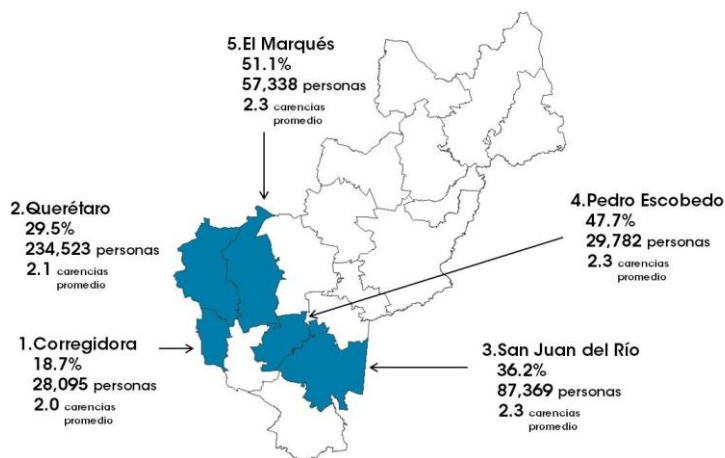 5.El Marqués
51.1%
57,338 personas
2.3 carencias
promedio
2.Querétaro
29.5%
234,523 personas
2.1 carencias
promedio
4.Pedro Escobedo
47.7%
29,782 personas
2.3 carencias
promedio
1.Corregidora
18.7%
28,095 personas
2.0 carencias
promedio
3.San Juan del Río
36.2%
87,369 personas
2.3 carencias
promedio